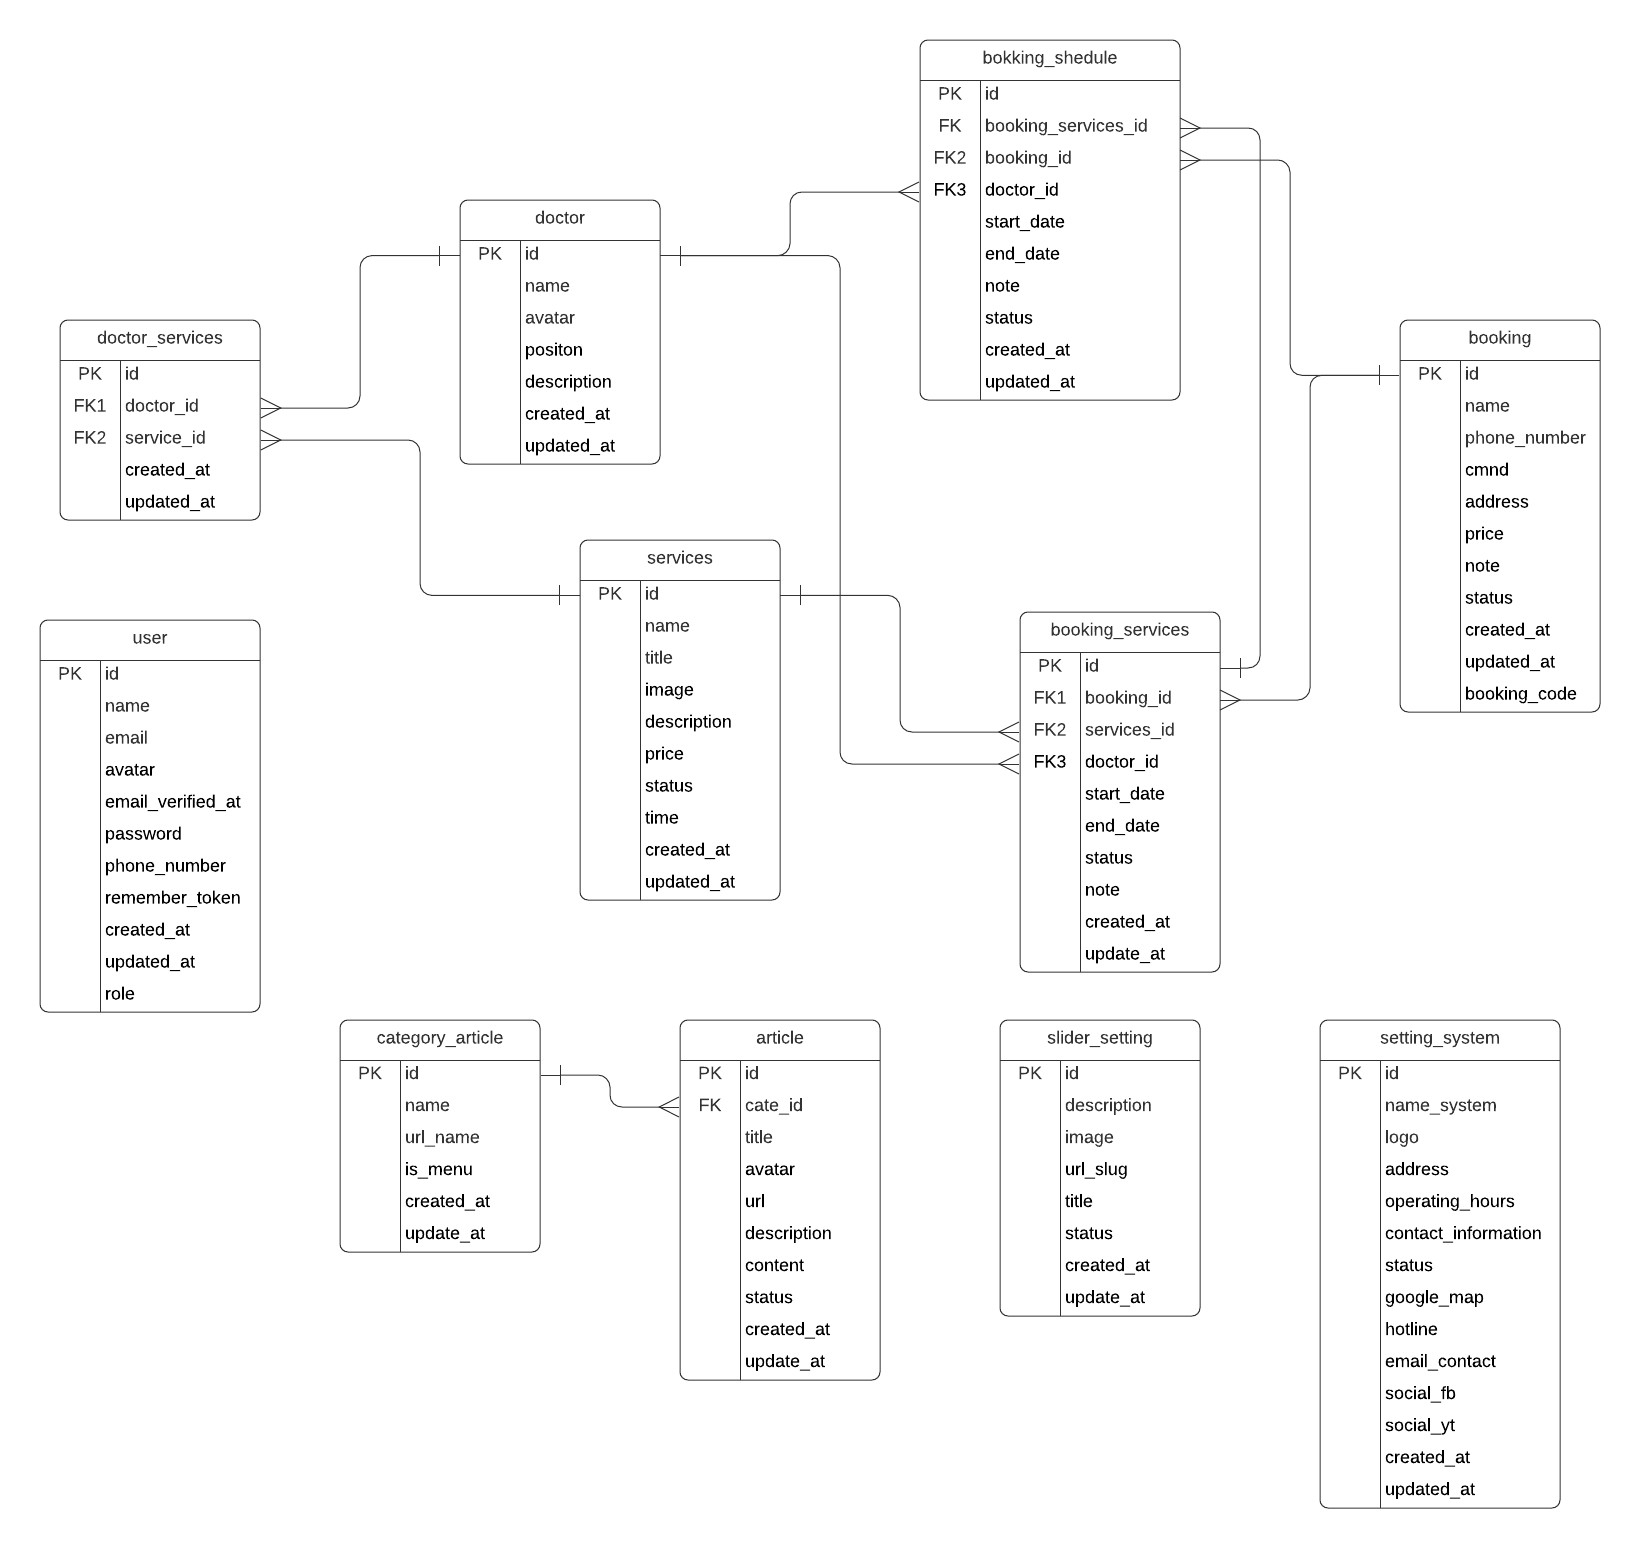 bokking_shedule
PK id
FK booking_services_id
FK2 booking_id
FK3 doctor_id
start_date
end_date
note
status
created_at
updated_at
doctor
PK id
name
avatar
positon
description
created_at
updated_at
doctor_services
PK id
FK1 doctor_id
FK2 service_id
created_at
updated_at
booking
PK id
name
phone_number
cmnd
address
price
note
status
created_at
updated_at
booking_code
services
PK id
name
title
image
description
price
status
time
created_at
updated_at
booking_services
PK id
FK1 booking_id
FK2 services_id
FK3 doctor_id
start_date
end_date
status
note
created_at
update_at
user
PK id
name
email
avatar
email_verified_at
password
phone_number
remember_token
created_at
updated_at
role
category_article
PK id
name
url_name
is_menu
created_at
update_at
article
PK id
FK cate_id
title
avatar
url
description
content
status
created_at
update_at
slider_setting
PK id
description
image
url_slug
title
status
created_at
update_at
setting_system
PK id
name_system
logo
address
operating_hours
contact_information
status
google_map
hotline
email_contact
social_fb
social_yt
created_at
updated_at